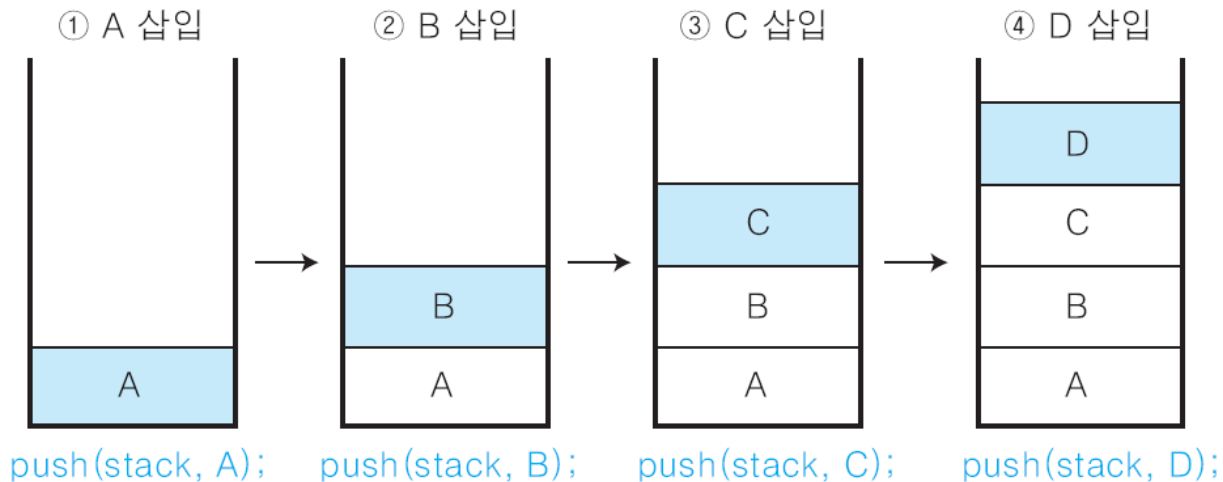 ① A 삽입 ② B 삽입 ③ C 삽입 ④ D 삽입
D
C C
B B B
A A A A
push(stack, A); push(stack, B); push(stack, C); push(stack, D);